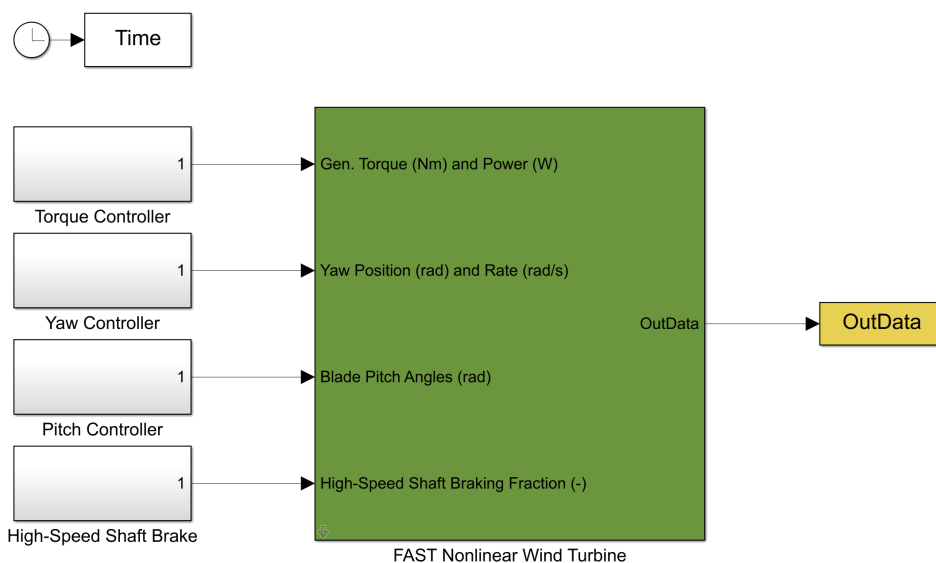 Time
1
Gen. Torque (Nm) and Power (W)
Torque Controller
1
Yaw Position (rad) and Rate (rad/s)
Yaw Controller
OutData
OutData
1
Blade Pitch Angles (rad)
Pitch Controller
1
High-Speed Shaft Braking Fraction (-)
High-Speed Shaft Brake
FAST Nonlinear Wind Turbine